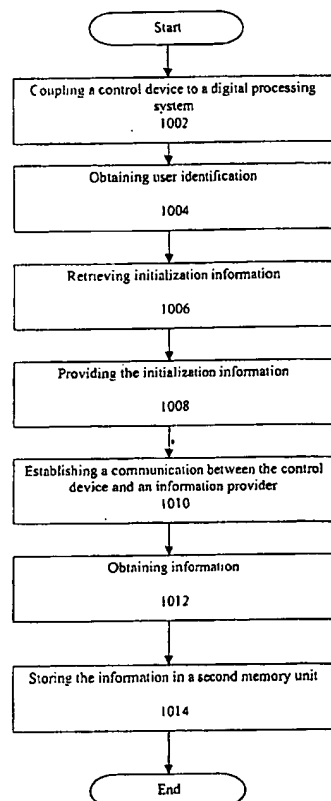 Start
Coupling a control device to a digital processing
system
1002
Obtaining user identification
1004
Retrieving initialization information
1006
Providing the initialization information
1008
Establishing a communication between the control
device and an information provider
1010
Obtaining information
1012
Storing the information in a second memory unit
1014
End